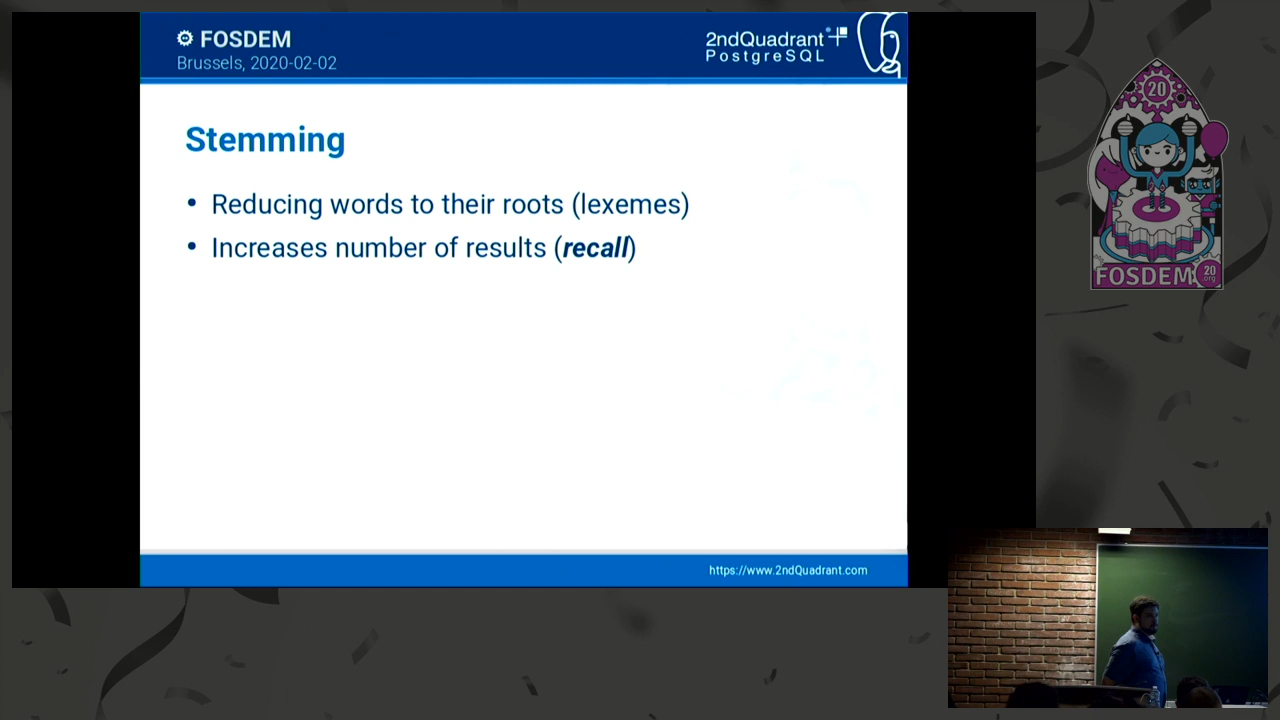 FOSDEM
Brussels, 2020-02-02
2ndQuadrant
PostgreSQL
Stemming
• Reducing words to their roots (lexemes)
• Increases number of results (recall)
https://www.2ndQuadrant.com
20
FOSDEM
20
org